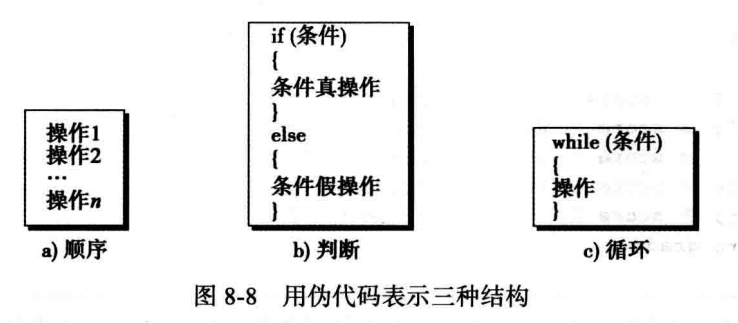 操作1
操作2
…
操作n
a) 顺序
if (条件)
{
条件真操作
}
else
{
条件假操作
}
b) 判断
while (条件)
{
操作
}
c) 循环
图 8-8 用伪代码表示三种结构